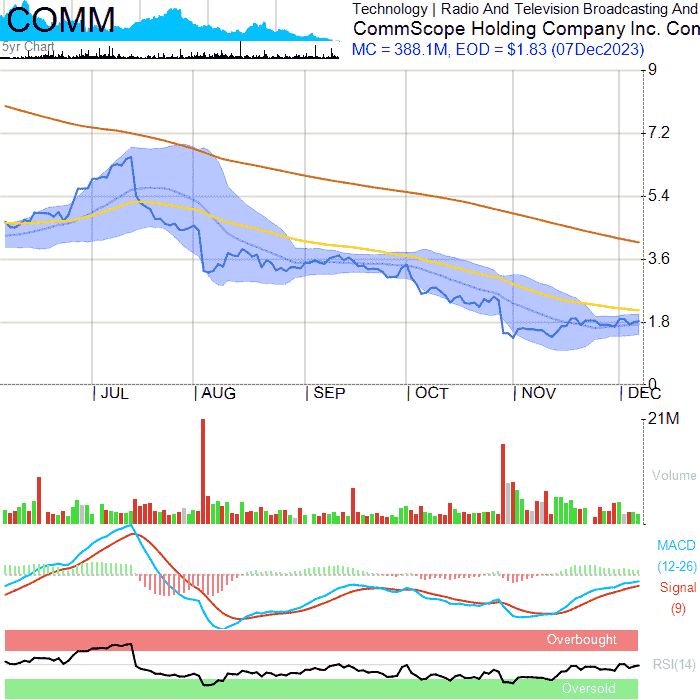 COMM
5yr Chart
Technology | Radio And Television Broadcasting And
CommScope Holding Company Inc. Con
MC = 388.1M, EOD = $1.83 (07Dec2023)
9
7.2
5.4
3.6
1.8
0
JUL AUG SEP OCT NOV DEC
21M
Volume
MACD
(12-26)
Signal
(9)
Overbought
RSI(14)
Oversold